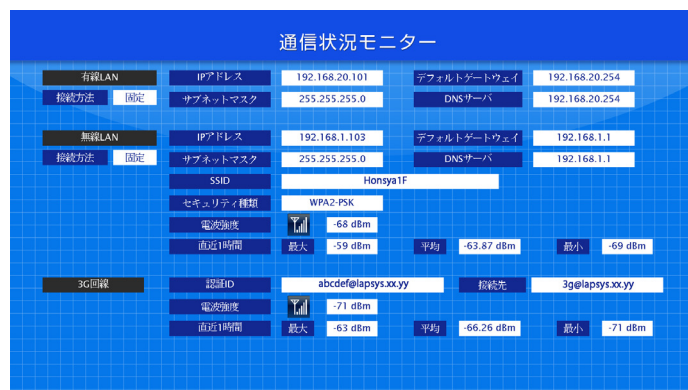 通信状況モニター
有線LAN IPアドレス 192.168.20.101 デフォルトゲートウェイ 192.168.20.254
接続方法 固定 サブネットマスク 255.255.255.0 DNSサーバ 192.168.20.254
無線LAN IPアドレス 192.168.1.103 デフォルトゲートウェイ 192.168.1.1
接続方法 固定 サブネットマスク 255.255.255.0 DNSサーバ 192.168.1.1
SSID Honsya1F
セキュリティ種類 WPA2-PSK
電波強度 -68 dBm
直近1時間 最大 -59 dBm 平均 -63.87 dBm 最小 -69 dBm
3G回線 認証ID abcdef@lapsys.xx.yy 接続先 3g@lapsys.xx.yy
電波強度 -71 dBm
直近1時間 最大 -63 dBm 平均 -66.26 dBm 最小 -71 dBm